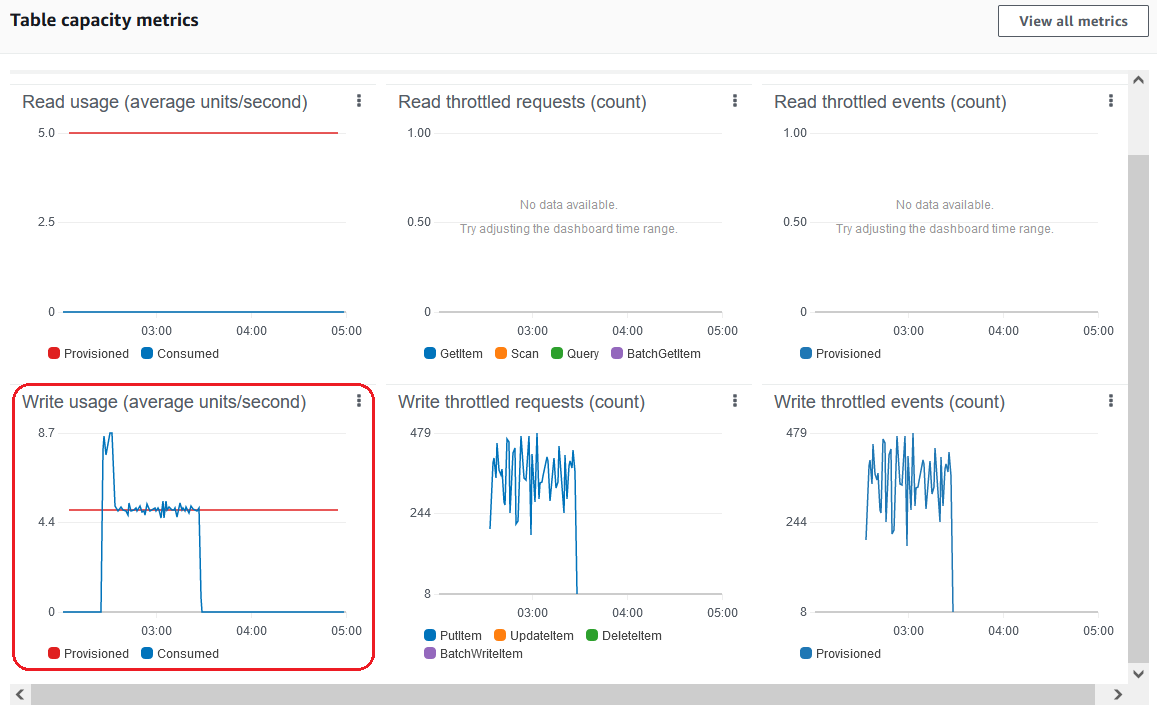 Table capacity metrics
View all metrics
Read usage (average units/second)
5.0
2.5
0
03:00 04:00 05:00
Provisioned Consumed
Read throttled requests (count)
1.00
No data available.
0.50
Try adjusting the dashboard time range.
0
03:00 04:00 05:00
GetItem Scan Query BatchGetItem
Read throttled events (count)
1.00
No data available.
0.50
Try adjusting the dashboard time range.
0
03:00 04:00 05:00
Provisioned
Write usage (average units/second)
8.7
4.4
0
03:00 04:00 05:00
Provisioned Consumed
Write throttled requests (count)
479
244
8
03:00 04:00 05:00
PutItem UpdateItem DeleteItem
BatchWriteItem
Write throttled events (count)
479
244
8
03:00 04:00 05:00
Provisioned